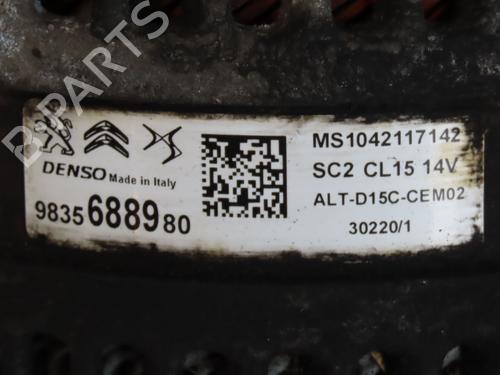 B-PARTS
DENSO Made in Italy
9835688980
MS1042117142
SC2 CL15 14V
ALT-D15C-CEM02
30220/1